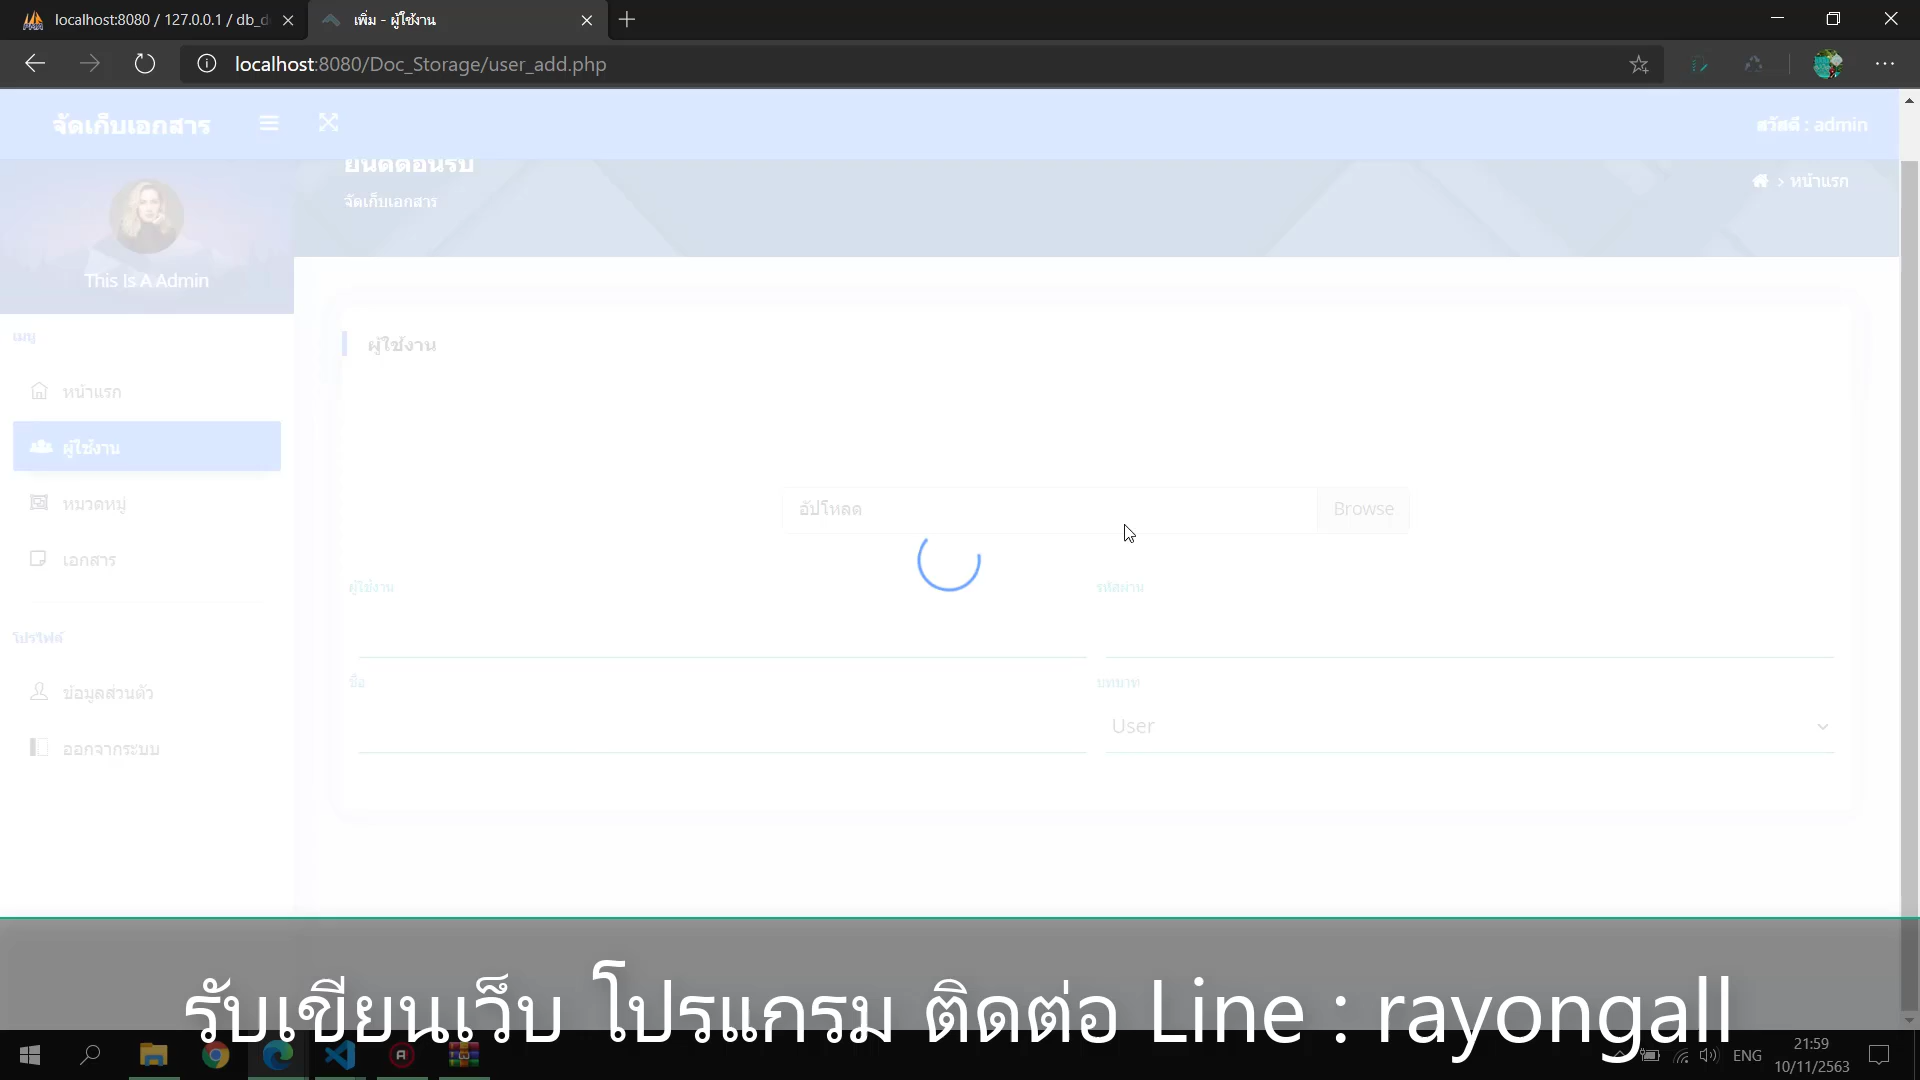 localhost:8080 / 127.0.0.1 / db_d
เพิ่ม - ผู้ใช้งาน
localhost:8080/Doc_Storage/user_add.php
จัดเก็บเอกสาร
สวัสดี : admin
ยินดีต้อนรับ
จัดเก็บเอกสาร
> หน้าแรก
This Is A Admin
เมนู
หน้าแรก
ผู้ใช้งาน
หมวดหมู่
เอกสาร
โปรไฟล์
ข้อมูลส่วนตัว
ออกจากระบบ
ผู้ใช้งาน
อัปโหลด
Browse
ผู้ใช้งาน
รหัสผ่าน
ชื่อ
บทบาท
User
รับเขียนเว็บ โปรแกรม ติดต่อ Line : rayongall
ENG
21:59
10/11/2563